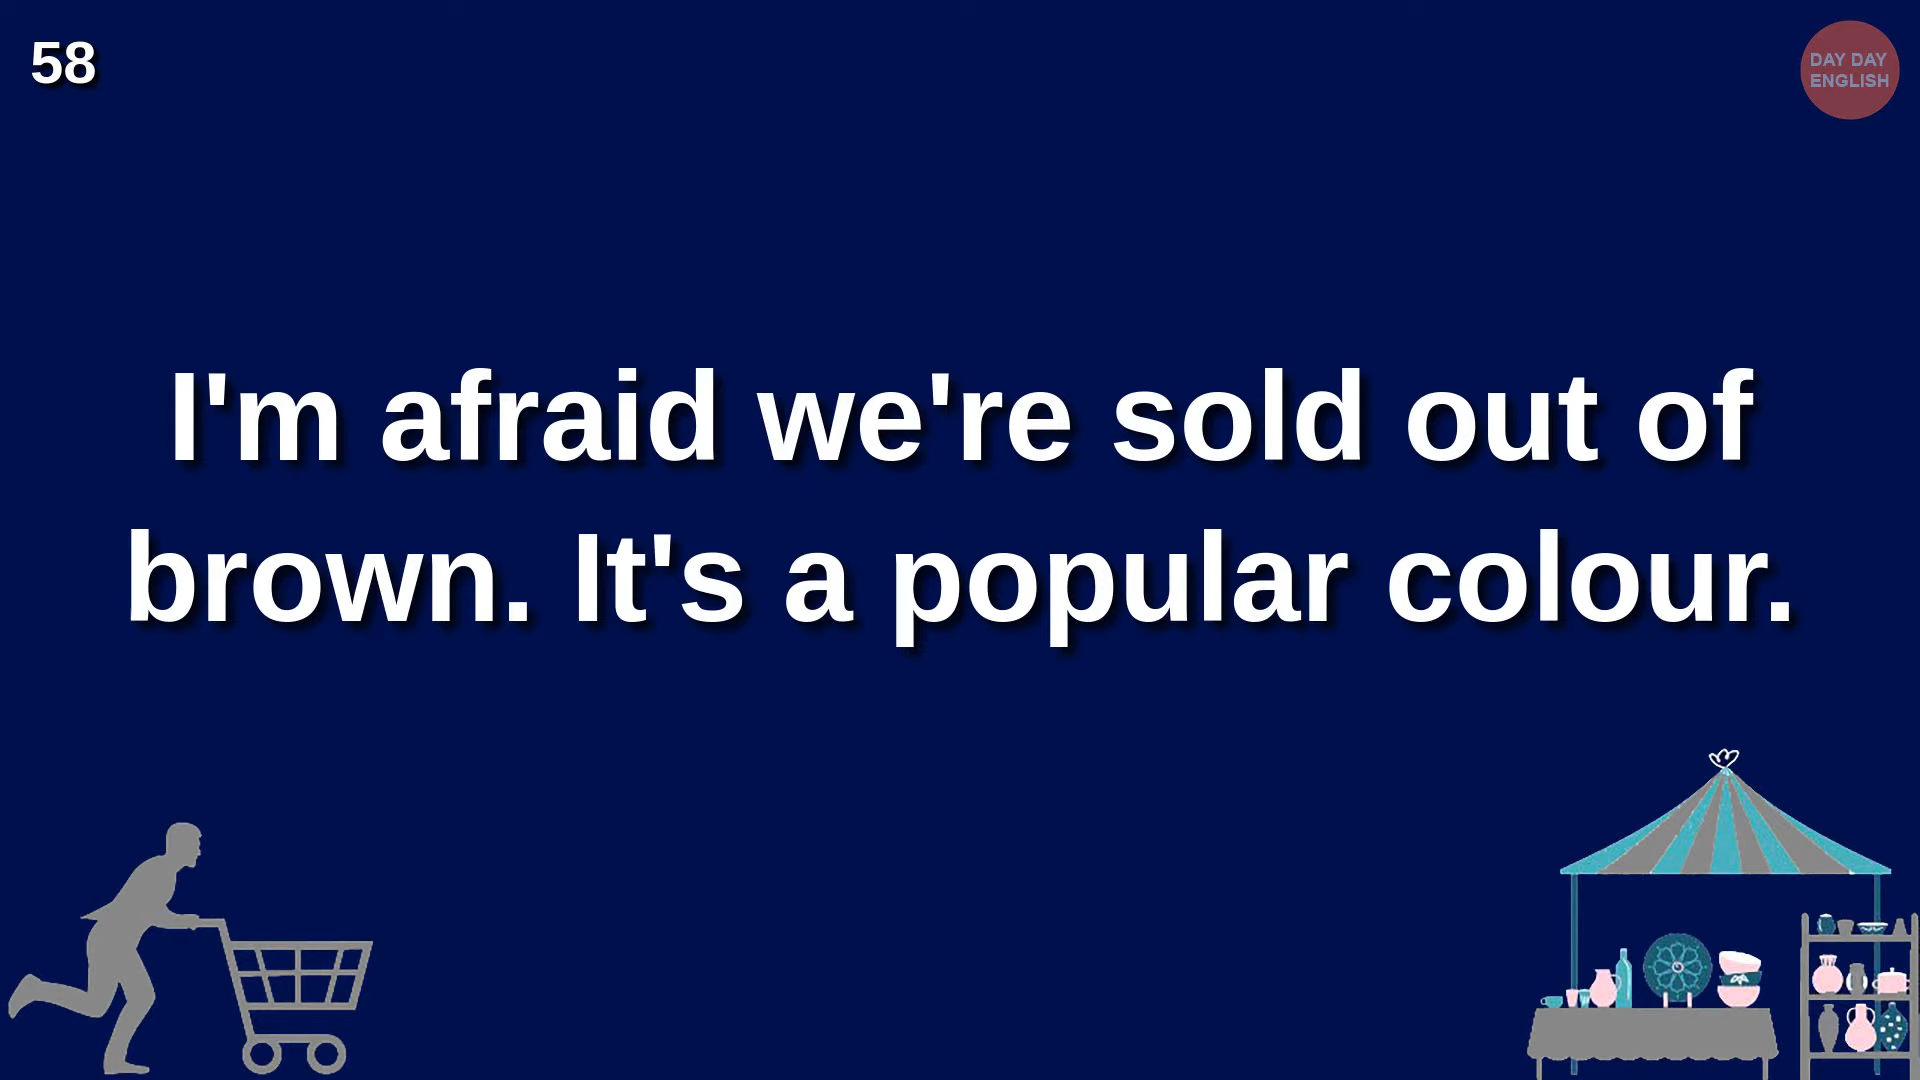 58
DAY DAY
ENGLISH
I'm afraid we're sold out of
brown. It's a popular colour.